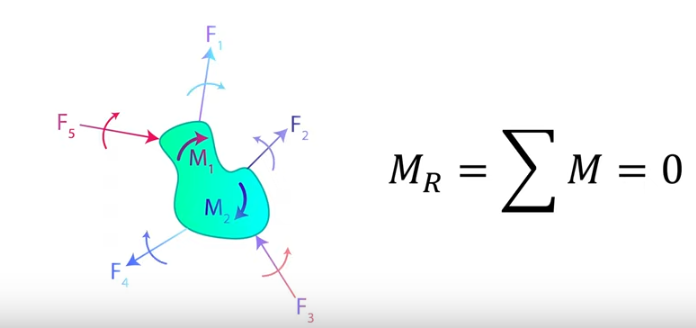 F₁
F₅
F₂
M₁
M_R = ∑ M = 0
M₂
F₄
F₃